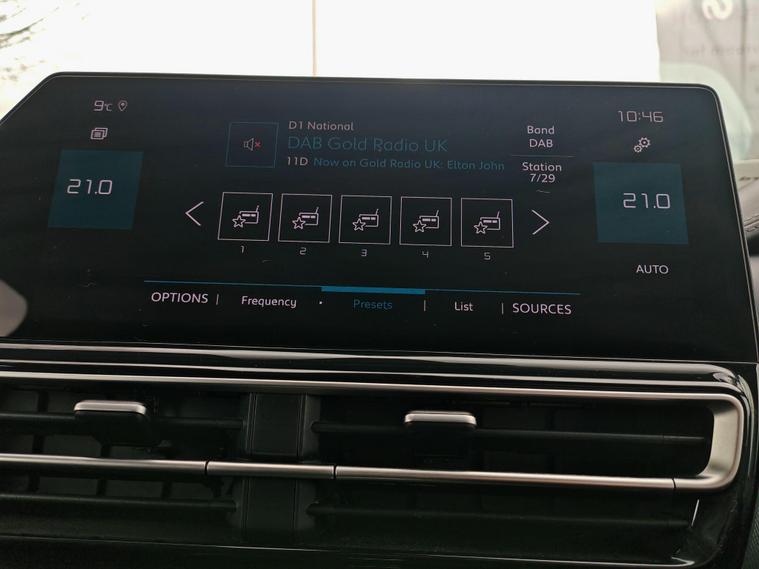 9°C
10:46
D1 National
DAB Gold Radio UK
11D Now on Gold Radio UK: Elton John
Band
DAB
Station
7/29
21.0
21.0
1 2 3 4 5
AUTO
OPTIONS | Frequency • Presets | List | SOURCES